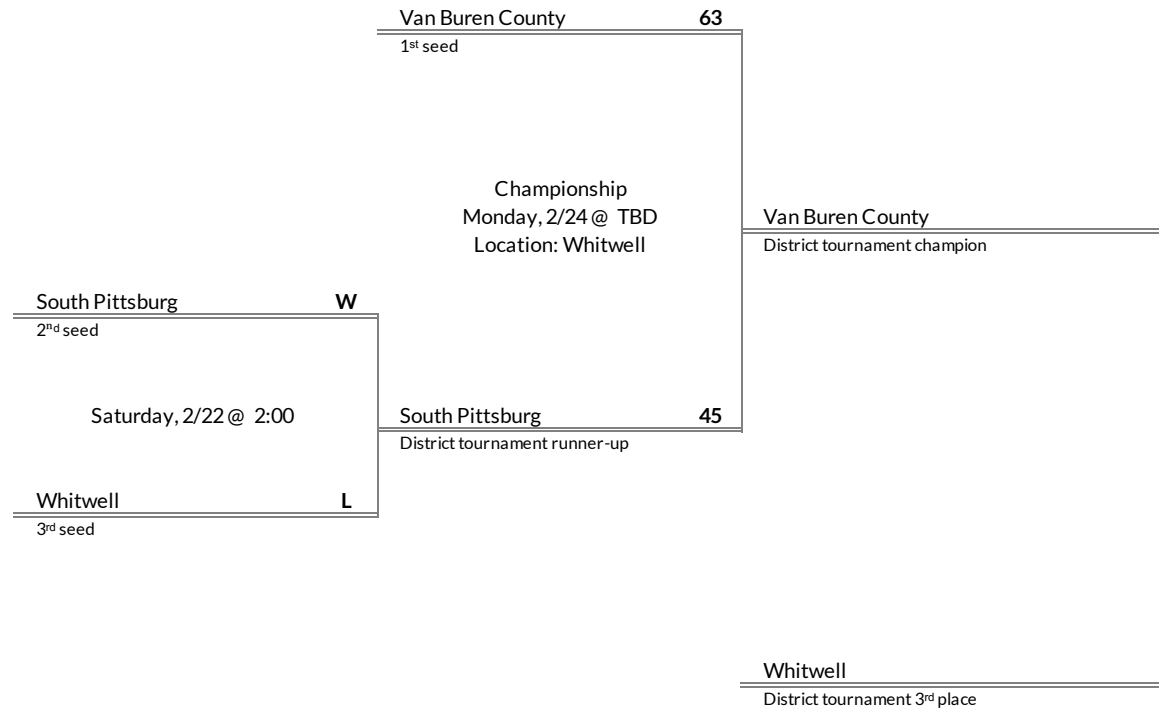 Van Buren County 63
1st seed
Championship
Monday, 2/24 @ TBD
Location: Whitwell
Van Buren County
District tournament champion
South Pittsburg W
2nd seed
Saturday, 2/22 @ 2:00
South Pittsburg 45
District tournament runner-up
Whitwell L
3rd seed
Whitwell
District tournament 3rd place